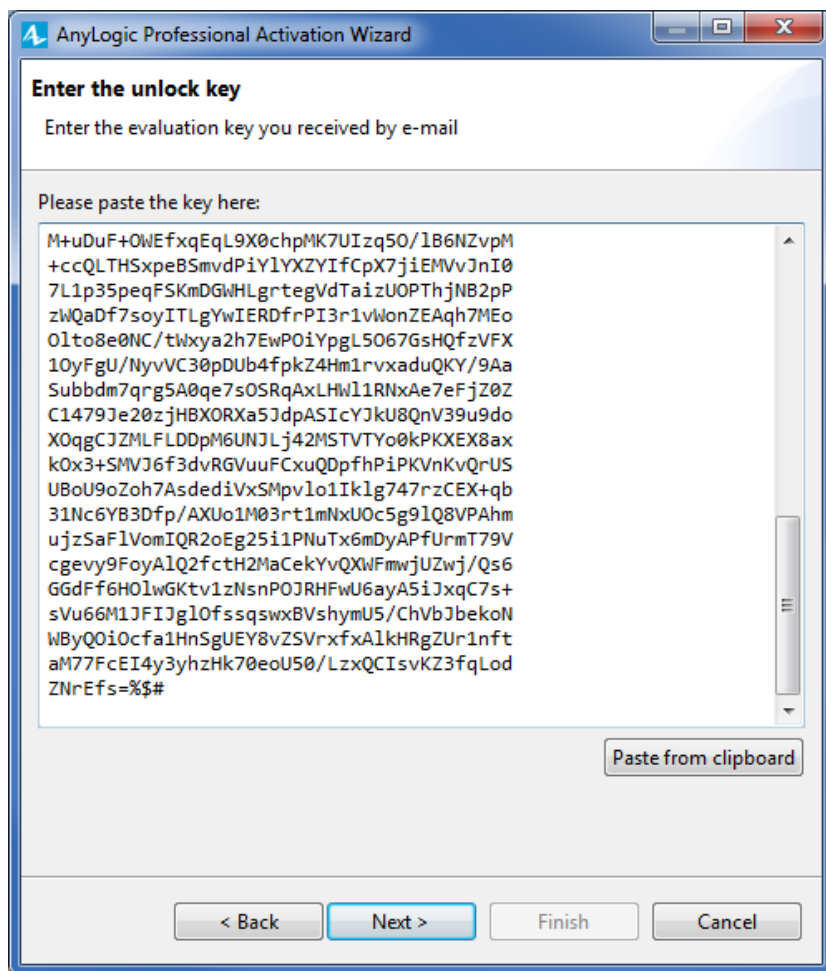 AnyLogic Professional Activation Wizard
Enter the unlock key
Enter the evaluation key you received by e-mail
Please paste the key here:
M+uDuF+OWEfxqEqL9X0chpMK7UIzq5O/lB6NZvpM
+ccQLTHSxpeBSmvdPiYlYXZYIfCpX7jiEMVvJnI0
7L1p35peqFSKmDGWHLgrtegVdTaizUOPThjNB2pP
zWQaDf7soyITLgYwIERDfrPI3r1vWonZEAqh7MEo
Olto8e0NC/tWxya2h7EwPOiYpgL5O67GsHQfzVFX
1OyFgU/NyvVC30pDUb4fpkZ4Hm1rvxaduQKY/9Aa
Subbdm7qrg5A0qe7sOSRqAxLHWl1RNxAe7eFjZ0Z
C1479Je20zjHBXORXa5JdpASIcYJkU8QnV39u9do
XOqgCJZMLFLDDpM6UNJLj42MSTVTYo0kPKXEX8ax
kOx3+SMVJ6f3dvRGVuuFCxuQDpfhPiPKVnKvQrUS
UBoU9oZoh7AsdediVxSMpvlo1Iklg747rzCEX+qb
31Nc6YB3Dfp/AXUo1M03rt1mNxUOc5g9lQ8VPAhm
ujzSaFlVomIQR2oEg25i1PNuTx6mDyAPfUrmT79V
cgevy9FoyAlQ2fctH2MaCekYvQXWFmwjUZwj/Qs6
GGdFf6HOlwGKtv1zNsnPOJRHFwU6ayA5iJxqC7s+
sVu66M1JFIJglOfssqswxBVshymU5/ChVbJbekoN
WByQOiOcfa1HnSgUEY8vZSVrxfxAlkHRgZUr1nft
aM77FcEI4y3yhzHk70eoU50/LzxQCIsvKZ3fqLod
ZNrEfs=%$#
Paste from clipboard
< Back Next > Finish Cancel